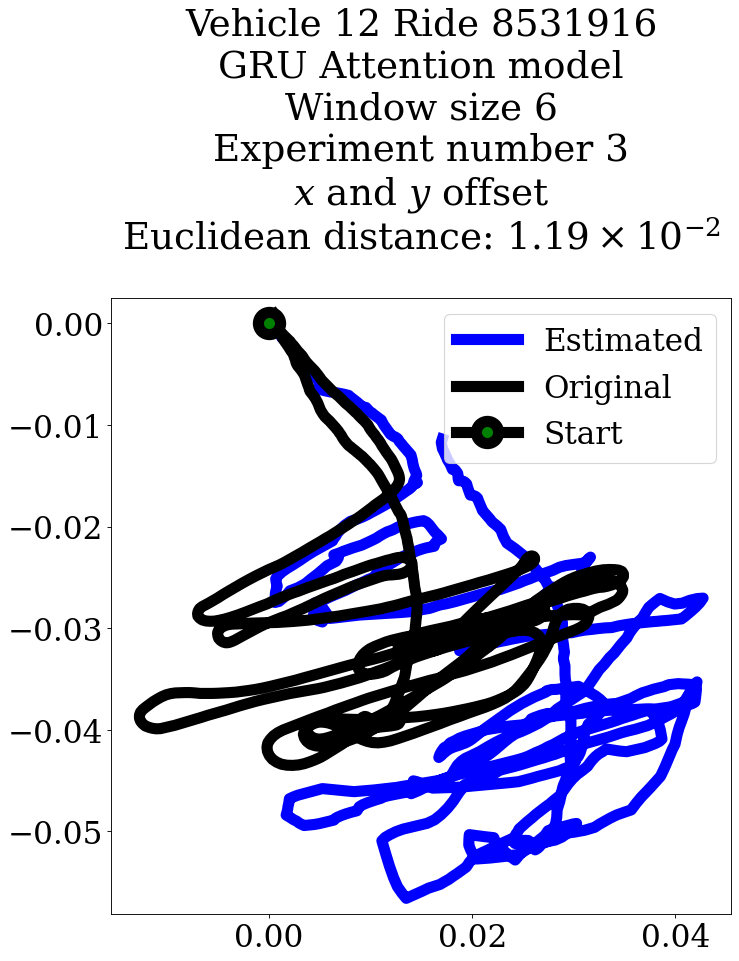 Vehicle 12 Ride 8531916
GRU Attention model
Window size 6
Experiment number 3
x and y offset
Euclidean distance: 1.19 × 10⁻²
Estimated
Original
Start
0.00
−0.01
−0.02
−0.03
−0.04
−0.05
0.00 0.02 0.04